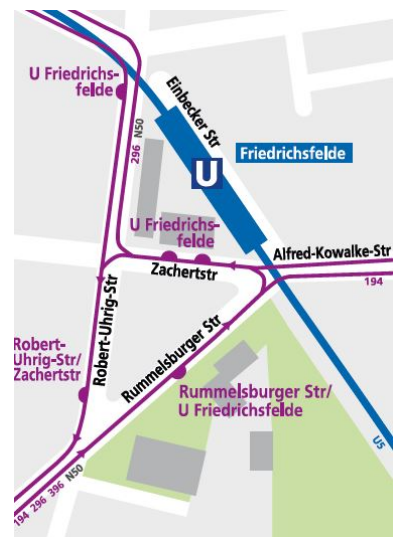 U Friedrichs-
felde
Einbecker Str
N50
296
Friedrichsfelde
U
U Friedrichs-
felde
Alfred-Kowalke-Str
Zachertstr
194
Robert-Uhrig-Str
Rummelsburger Str
Robert-
Uhrig-Str/
Zachertstr
Rummelsburger Str/
U Friedrichsfelde
U5
194 296 396 N50